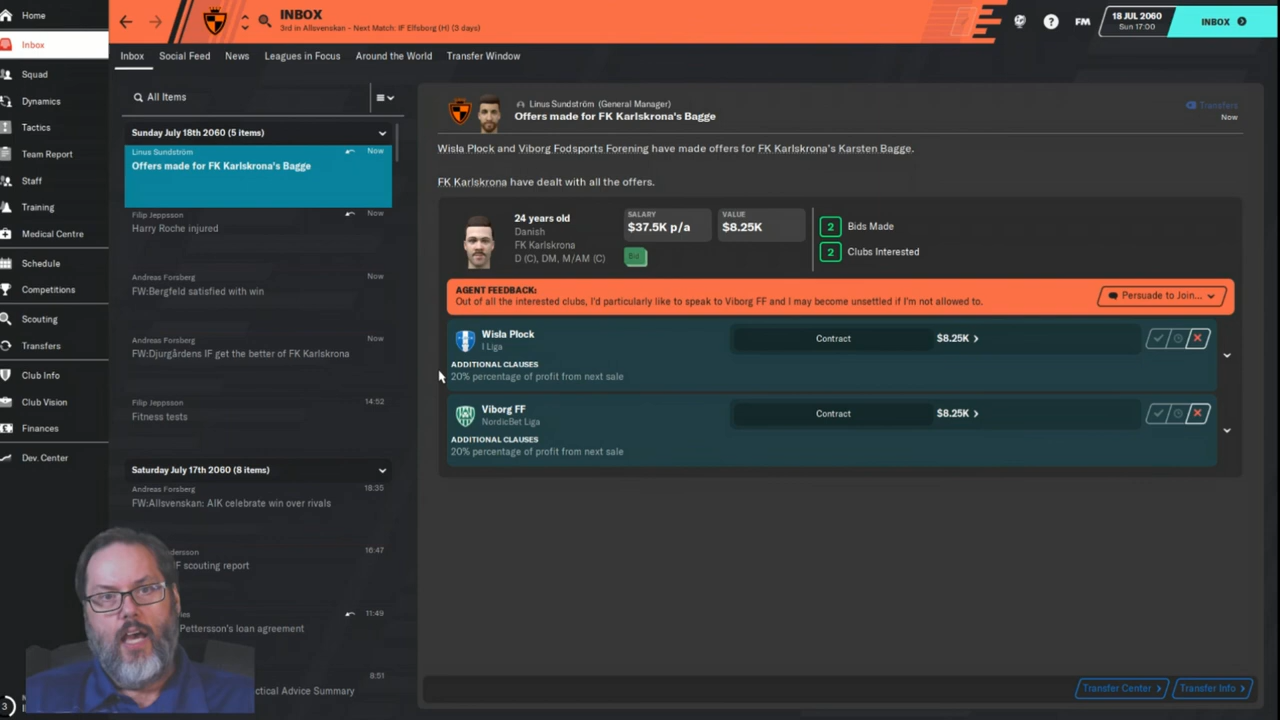 Home
Inbox
Squad
Dynamics
Tactics
Team Report
Staff
Training
Medical Centre
Schedule
Competitions
Scouting
Transfers
Club Info
Club Vision
Finances
Dev. Center
3
INBOX
3rd in Allsvenskan - Next Match: IF Elfsborg (H) (3 days)
?
FM
18 JUL 2060
Sun 17:00
INBOX
Inbox
Social Feed
News
Leagues in Focus
Around the World
Transfer Window
All Items
Sunday July 18th 2060 (5 items)
Linus Sundström
Now
Offers made for FK Karlskrona's Bagge
Filip Jeppsson
Now
Harry Roche injured
Andreas Forsberg
Now
FW:Bergfeld satisfied with win
Andreas Forsberg
Now
FW:Djurgårdens IF get the better of FK Karlskrona
Filip Jeppsson
14:52
Fitness tests
Saturday July 17th 2060 (8 items)
Andreas Forsberg
18:35
FW:Allsvenskan: AIK celebrate win over rivals
16:47
scouting report
11:49
Pettersson's loan agreement
8:51
Advice Summary
Linus Sundström (General Manager)
Offers made for FK Karlskrona's Bagge
Transfers
Now
Wisla Plock and Viborg Fodsports Forening have made offers for FK Karlskrona's Karsten Bagge.
FK Karlskrona have dealt with all the offers.
24 years old
Danish
FK Karlskrona
D (C), DM, M/AM (C)
SALARY
$37.5K p/a
VALUE
$8.25K
Bid
2 Bids Made
2 Clubs Interested
AGENT FEEDBACK:
Out of all the interested clubs, I'd particularly like to speak to Viborg FF and I may become unsettled if I'm not allowed to.
Persuade to Join...
Wisla Plock
I Liga
Contract
$8.25K
ADDITIONAL CLAUSES
20% percentage of profit from next sale
Viborg FF
NordicBet Liga
Contract
$8.25K
ADDITIONAL CLAUSES
20% percentage of profit from next sale
Transfer Center
Transfer Info